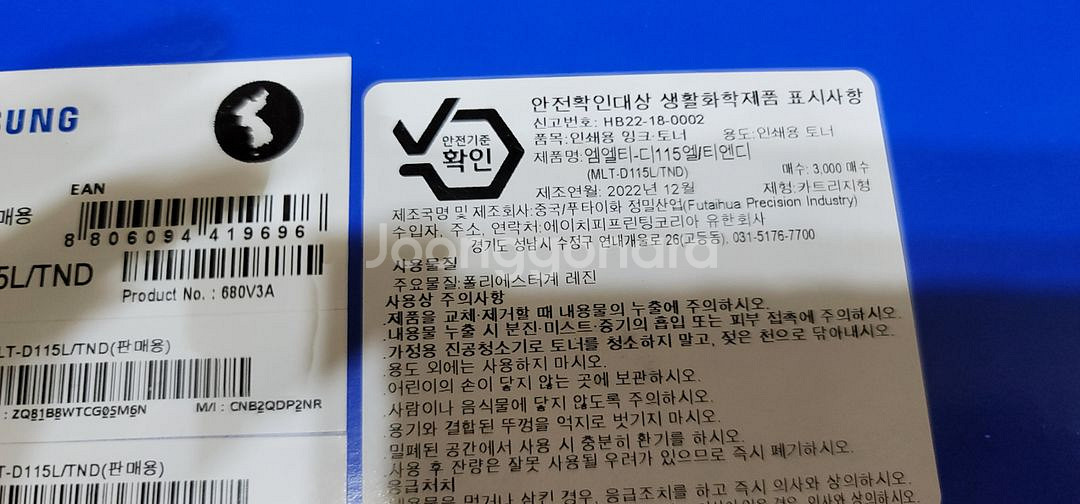 SUNG
EAN
매용
8 806094 419696
5L/TND
Product No. : 680V3A
LT-D115L/TND(판매용)
: ZQ81B8WTCG05M6N
M/I : CNB2QDP2NR
T-D115L/TND(판매용)
안전기준
확인
안전확인대상 생활화학제품 표시사항
신고번호: HB22-18-0002
품목:인쇄용 잉크·토너 용도:인쇄용 토너
제품명:엠엘티-디115엘/티엔디
(MLT-D115L/TND) 매수: 3,000 매수
제조연월: 2022년 12월 제형:카트리지형
제조국명 및 제조회사:중국/푸타이화 정밀산업(Futaihua Precision Industry)
수입자, 주소, 연락처:에이치피프린팅코리아 유한회사
경기도 성남시 수정구 연내개울로 26(고등동), 031-5176-7700
Joonggonara
사용물질
주요물질:폴리에스터계 레진
사용상 주의사항
.제품을 교체·제거할 때 내용물의 누출에 주의하십시오.
.내용물 누출 시 분진·미스트·증기의 흡입 또는 피부 접촉에 주의하십시오.
.가정용 진공청소기로 토너를 청소하지 말고, 젖은 천으로 닦아내시오.
.용도 외에는 사용하지 마시오.
.어린이의 손이 닿지 않는 곳에 보관하시오.
.사람이나 음식물에 닿지 않도록 주의하시오.
.용기와 결합된 뚜껑을 억지로 벗기지 마시오.
.밀폐된 공간에서 사용 시 충분히 환기를 하시오.
.사용 후 잔량은 잘못 사용될 우려가 있으므로 즉시 폐기하시오.
응급처치
.내용물을 먹거나 삼킨 경우, 응급조치를 하고 즉시 의사와 상의하시오.